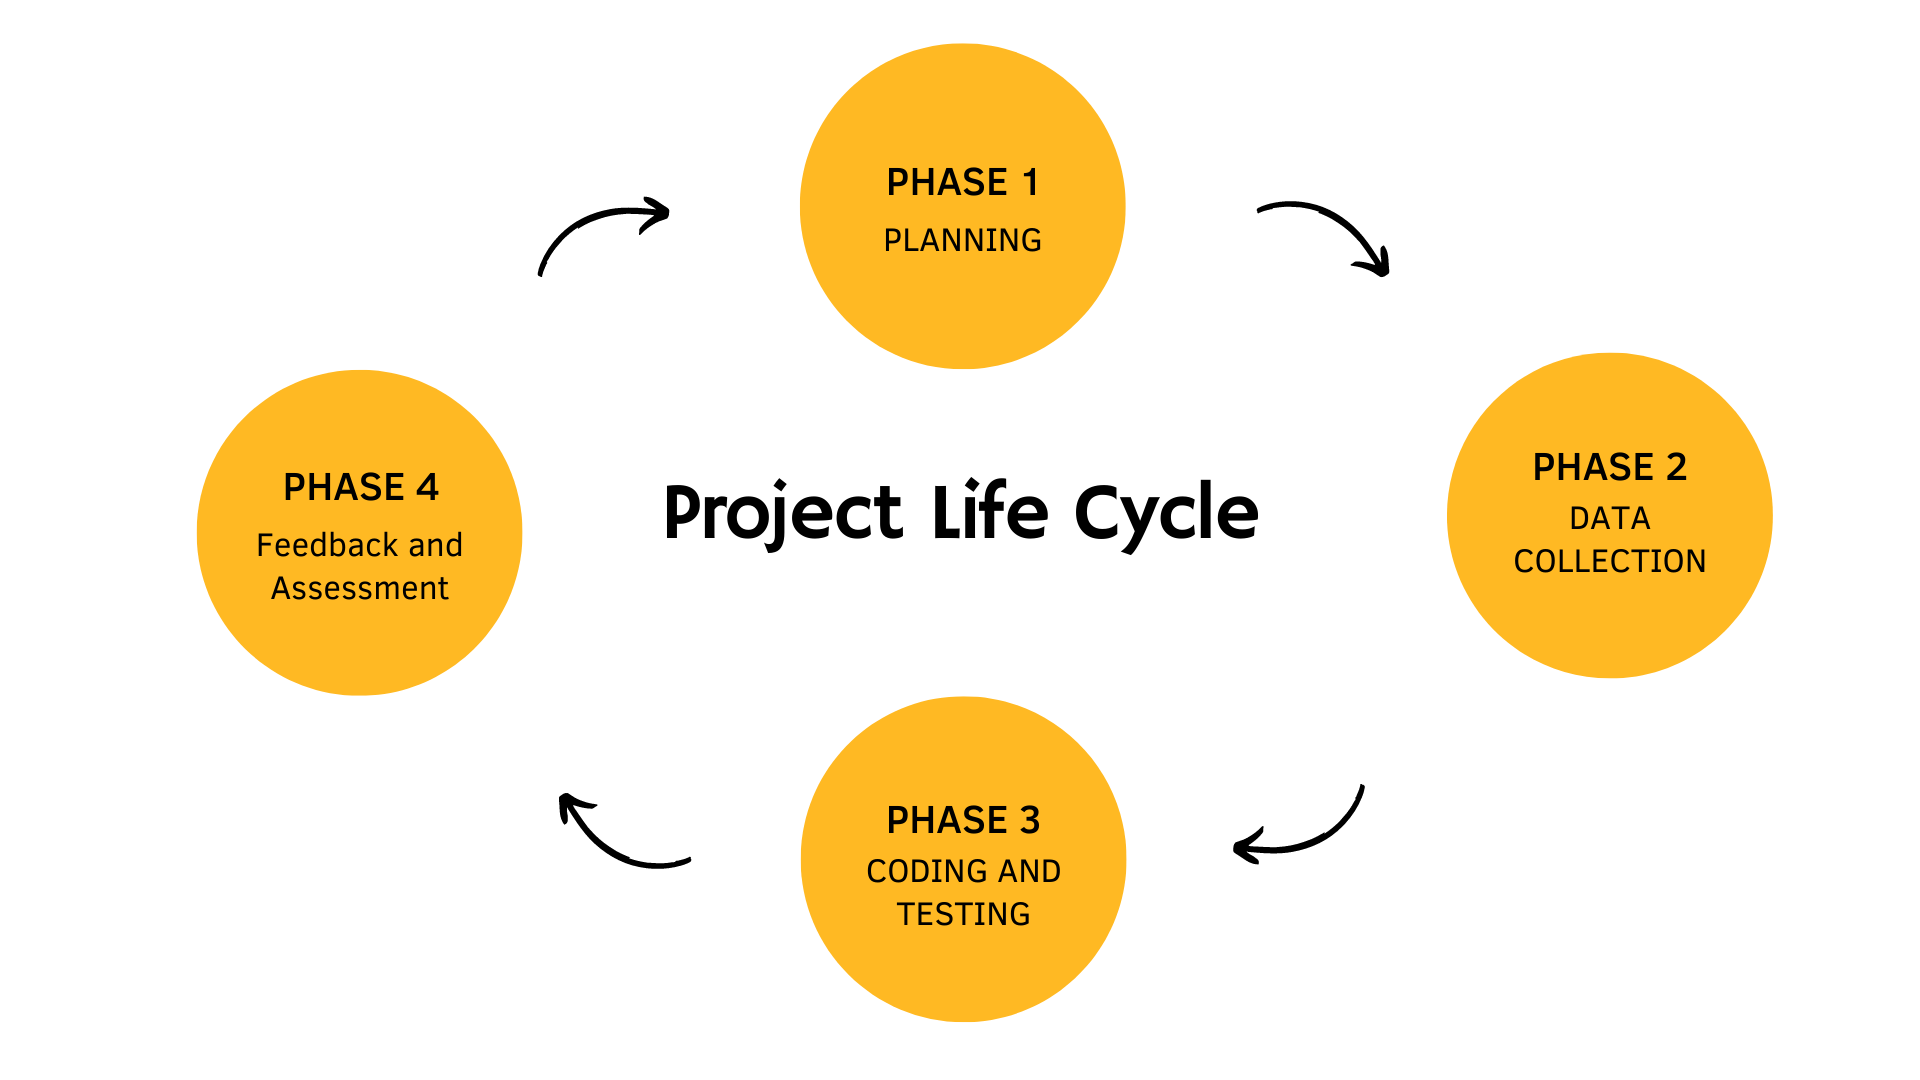 PHASE 1
PLANNING
PHASE 2
DATA
COLLECTION
PHASE 4
Feedback and
Assessment
Project Life Cycle
PHASE 3
CODING AND
TESTING